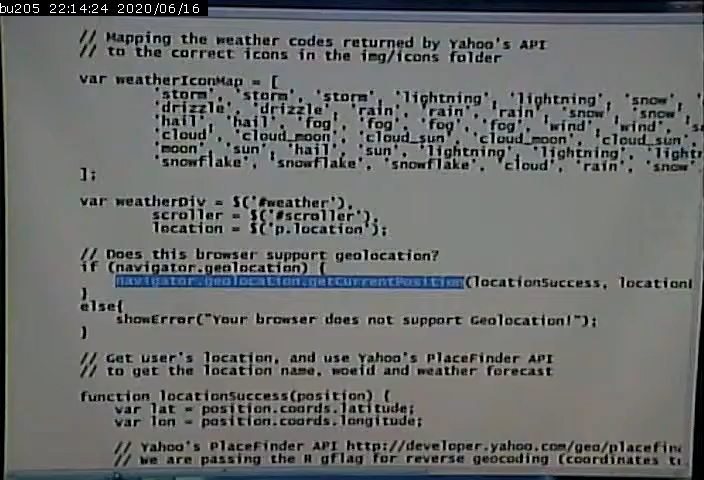 bu205 22:14:24 2020/06/16
// Mapping the weather codes returned by Yahoo's API
// to the correct icons in the img/icons folder
var weatherIconMap = [
'storm', 'storm', 'storm', 'lightning', 'lightning', 'snow',
'drizzle', 'drizzle', 'rain', 'rain', 'rain', 'snow', 'snow',
'hail', 'hail', 'fog', 'fog', 'fog', 'fog', 'wind', 'wind', 's
'cloud', 'cloud_moon', 'cloud_sun', 'cloud_moon', 'cloud_sun',
'moon', 'sun', 'hail', 'sun', 'lightning', 'lightning', 'lightr
'snowflake', 'snowflake', 'snowflake', 'cloud', 'rain', 'snow'
];
var weatherDiv = $('#weather'),
scroller = $('#scroller'),
location = $('p.location');
// Does this browser support geolocation?
if (navigator.geolocation) {
navigator.geolocation.getCurrentPosition(locationSuccess, location
}
else{
showError("Your browser does not support Geolocation!");
}
// Get user's location, and use Yahoo's PlaceFinder API
// to get the location name, woeid and weather forecast
function locationSuccess(position) {
var lat = position.coords.latitude;
var lon = position.coords.longitude;
// Yahoo's PlaceFinder API http://developer.yahoo.com/geo/placefin
// We are passing the R gflag for reverse geocoding (coordinates t